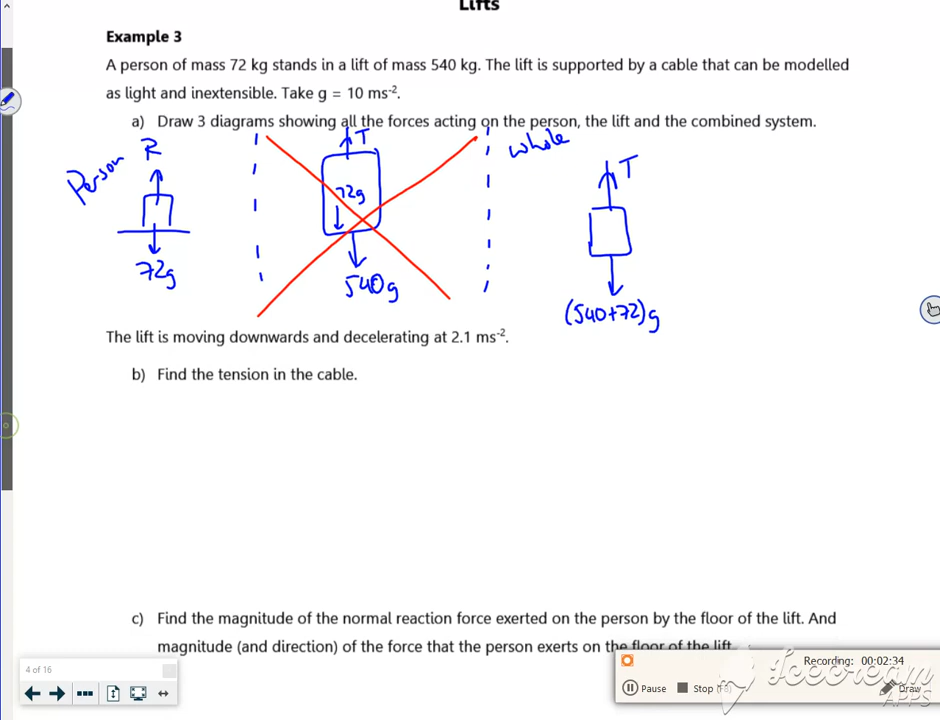 Lifts
Example 3
A person of mass 72 kg stands in a lift of mass 540 kg. The lift is supported by a cable that can be modelled
as light and inextensible. Take g = 10 ms⁻².
a) Draw 3 diagrams showing all the forces acting on the person, the lift and the combined system.
Person
R
72g
T
72g
540g
whole
T
(540+72)g
The lift is moving downwards and decelerating at 2.1 ms⁻².
b) Find the tension in the cable.
c) Find the magnitude of the normal reaction force exerted on the person by the floor of the lift. And
magnitude (and direction) of the force that the person exerts on the floor of the lift
4 of 16
Recording: 00:02:34
Pause
Stop (F8)
Draw
Icecream
APPS